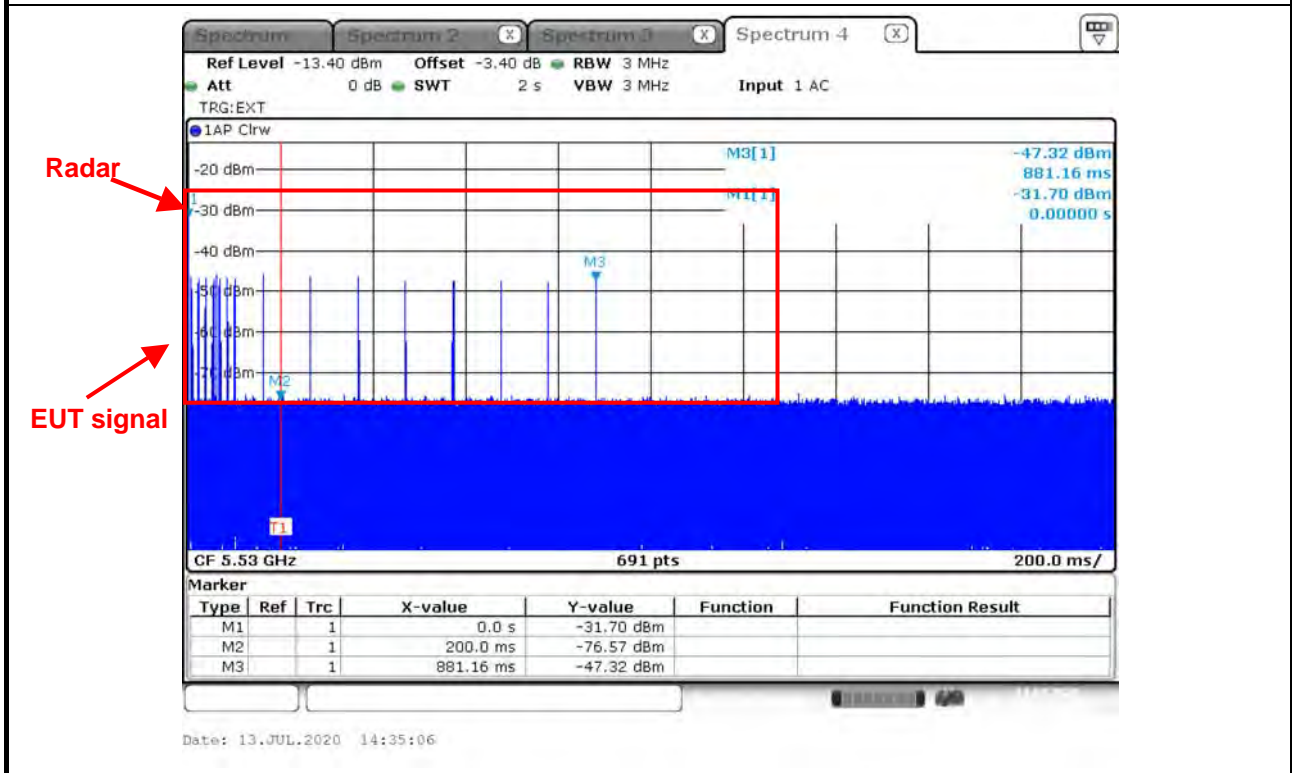 Spectrum Spectrum 2 X Spectrum 3 X Spectrum 4 X
Ref Level -13.40 dBm Offset -3.40 dB RBW 3 MHz
Att 0 dB SWT 2 s VBW 3 MHz Input 1 AC
TRG:EXT
1AP Clrw
M3[1] -47.32 dBm
881.16 ms
M1[1] -31.70 dBm
0.00000 s
Radar
-20 dBm
1
-30 dBm
-40 dBm
M3
-50 dBm
-60 dBm
-70 dBm
M2
EUT signal
T1
CF 5.53 GHz 691 pts 200.0 ms/
Marker
Type Ref Trc X-value Y-value Function Function Result
M1 1 0.0 s -31.70 dBm
M2 1 200.0 ms -76.57 dBm
M3 1 881.16 ms -47.32 dBm
Date: 13.JUL.2020 14:35:06